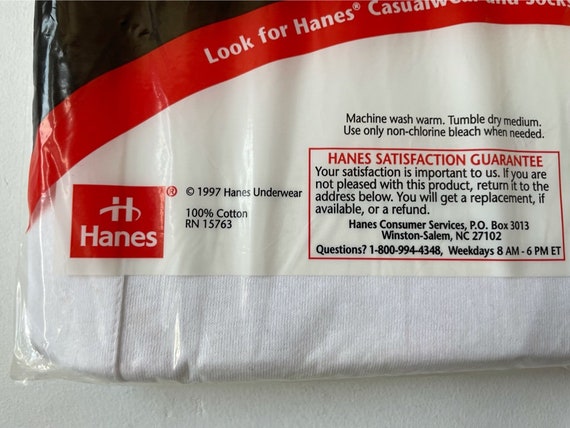 Look for Hanes® Casualwear and Socks
Machine wash warm. Tumble dry medium.
Use only non-chlorine bleach when needed.
HANES SATISFACTION GUARANTEE
Your satisfaction is important to us. If you are
not pleased with this product, return it to the
address below. You will get a replacement, if
available, or a refund.
Hanes Consumer Services, P.O. Box 3013
Winston-Salem, NC 27102
Questions? 1-800-994-4348, Weekdays 8 AM - 6 PM ET
H
Hanes
®
© 1997 Hanes Underwear
100% Cotton
RN 15763